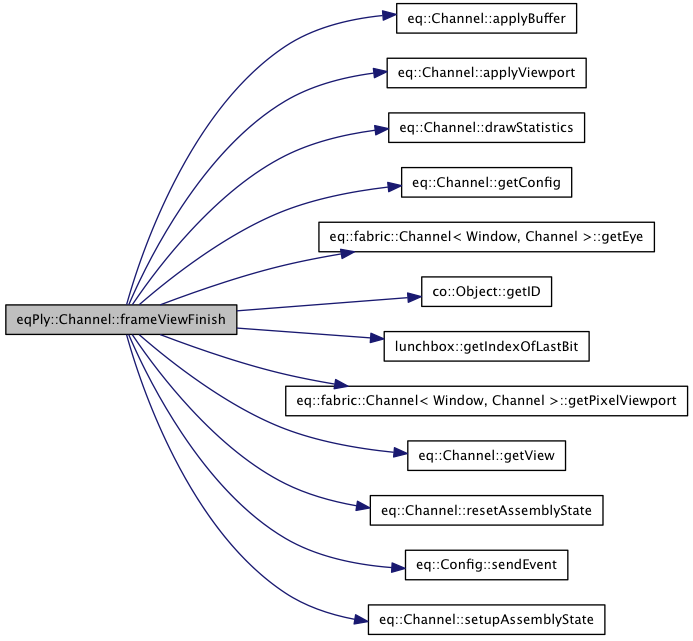 eq::Channel::applyBuffer
eq::Channel::applyViewport
eq::Channel::drawStatistics
eq::Channel::getConfig
eq::fabric::Channel< Window, Channel >::getEye
co::Object::getID
eqPly::Channel::frameViewFinish
lunchbox::getIndexOfLastBit
eq::fabric::Channel< Window, Channel >::getPixelViewport
eq::Channel::getView
eq::Channel::resetAssemblyState
eq::Config::sendEvent
eq::Channel::setupAssemblyState